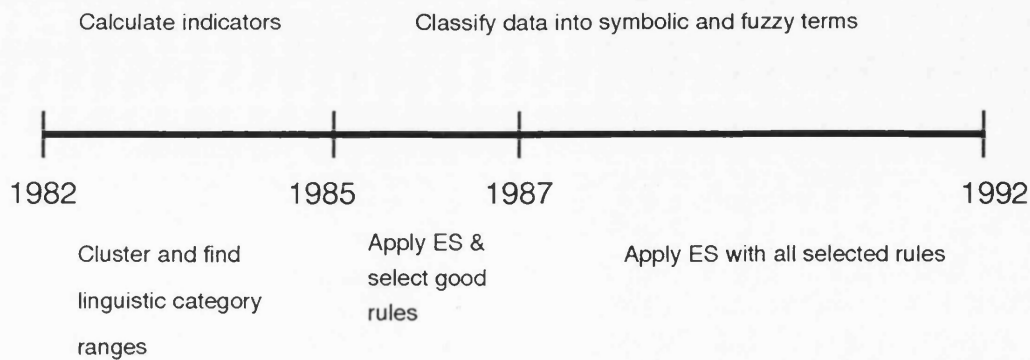 Calculate indicators
Classify data into symbolic and fuzzy terms
1982
1985
1987
1992
Cluster and find
linguistic category
ranges
Apply ES &
select good
rules
Apply ES with all selected rules